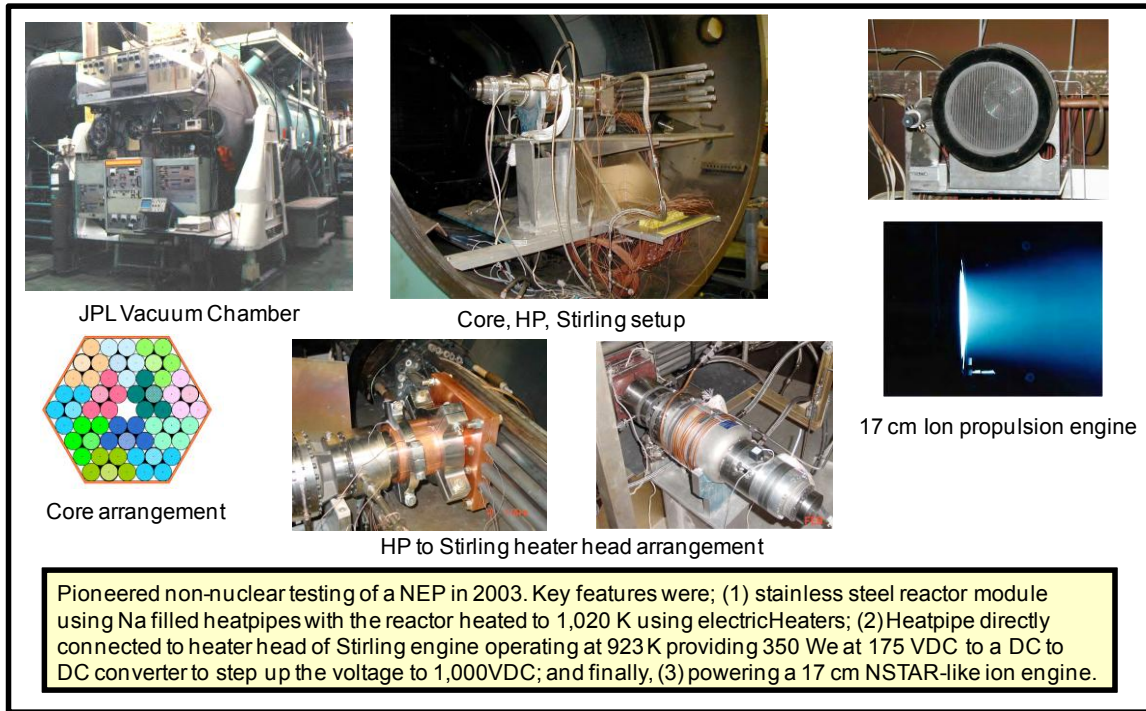 JPL Vacuum Chamber
Core, HP, Stirling setup
17 cm Ion propulsion engine
Core arrangement
HP to Stirling heater head arrangement
Pioneered non-nuclear testing of a NEP in 2003. Key features were; (1) stainless steel reactor module
using Na filled heatpipes with the reactor heated to 1,020 K using electricHeaters; (2) Heatpipe directly
connected to heater head of Stirling engine operating at 923 K providing 350 We at 175 VDC to a DC to
DC converter to step up the voltage to 1,000VDC; and finally, (3) powering a 17 cm NSTAR-like ion engine.